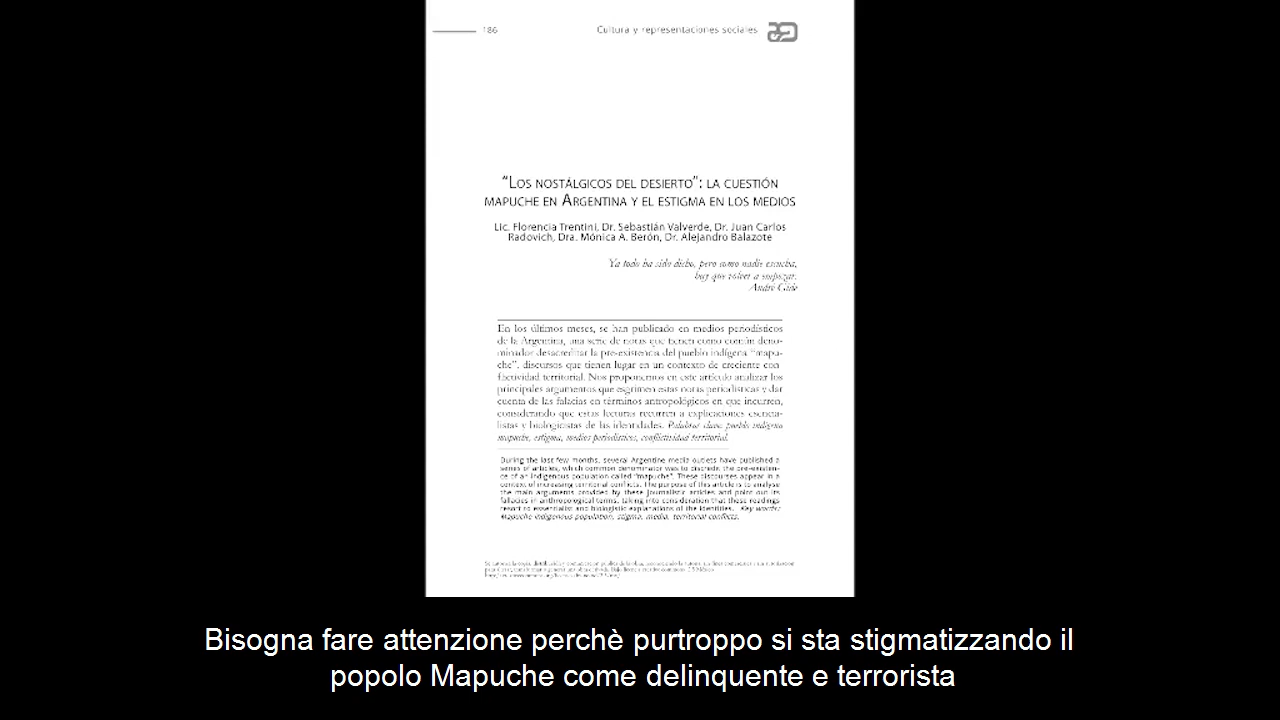 186
Cultura y representaciones sociales
“Los nostálgicos del desierto”: la cuestión
mapuche en Argentina y el estigma en los medios
Lic. Florencia Trentini, Dr. Sebastián Valverde, Dr. Juan Carlos
Radovich, Dra. Mónica A. Berón, Dr. Alejandro Balazote
Ya todo ha sido dicho, pero como nadie escucha,
hay que volver a empezar.
André Gide
En los últimos meses, se han publicado en medios periodísticos
de la Argentina, una serie de notas que tienen como común deno-
minador desacreditar la pre-existencia del pueblo indígena “mapu-
che”, discursos que tienen lugar en un contexto de creciente con-
flictividad territorial. Nos proponemos en este artículo analizar los
principales argumentos que esgrimen estas notas periodísticas y dar
cuenta de las falacias en términos antropológicos en que incurren,
considerando que estas lecturas recurren a explicaciones esencia-
listas y biologicistas de las identidades. Palabras clave: pueblo indígena
mapuche, estigma, medios periodísticos, conflictividad territorial.
During the last few months, several Argentine media outlets have published a
series of articles, which common denominator was to discredit the pre-existen-
ce of an indigenous population called “mapuche”. These discourses appear in a
context of increasing territorial conflicts. The purpose of this article is to analyse
the main arguments provided by these journalistic articles and point out its
fallacies in anthropological terms, taking into consideration that these readings
resort to essentialist and biologistic explanations of the identities. Key words:
Mapuche indigenous population, stigma, media, territorial conflicts.
Bisogna fare attenzione perchè purtroppo si sta stigmatizzando il
popolo Mapuche come delinquente e terrorista